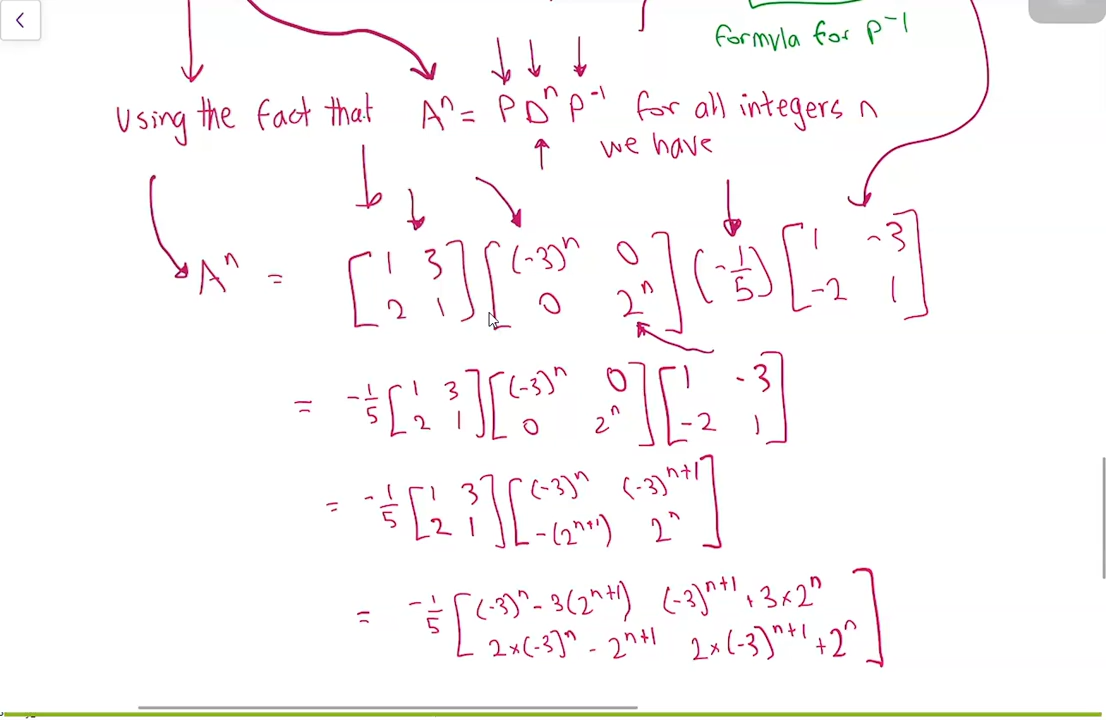 formula for P⁻¹
Using the fact that Aⁿ = P Dⁿ P⁻¹ for all integers n
we have
Aⁿ = [1 3; 2 1] [(-3)ⁿ 0; 0 2ⁿ] (-1/5) [1 -3; -2 1]
= -1/5 [1 3; 2 1] [(-3)ⁿ 0; 0 2ⁿ] [1 -3; -2 1]
= -1/5 [1 3; 2 1] [(-3)ⁿ (-3)ⁿ⁺¹; -(2ⁿ⁺¹) 2ⁿ]
= -1/5 [(-3)ⁿ - 3(2ⁿ⁺¹) (-3)ⁿ⁺¹ + 3×2ⁿ; 2×(-3)ⁿ - 2ⁿ⁺¹ 2×(-3)ⁿ⁺¹ + 2ⁿ]